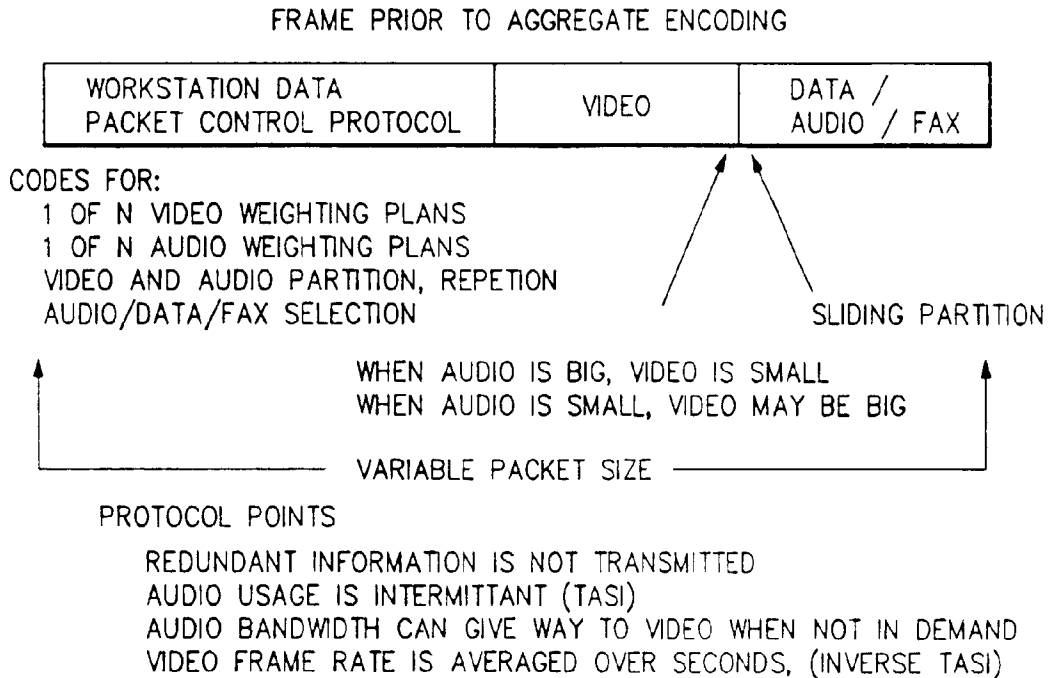 FRAME PRIOR TO AGGREGATE ENCODING
WORKSTATION DATA
PACKET CONTROL PROTOCOL
VIDEO
DATA /
AUDIO / FAX
CODES FOR:
1 OF N VIDEO WEIGHTING PLANS
1 OF N AUDIO WEIGHTING PLANS
VIDEO AND AUDIO PARTITION, REPETION
AUDIO/DATA/FAX SELECTION
SLIDING PARTITION
WHEN AUDIO IS BIG, VIDEO IS SMALL
WHEN AUDIO IS SMALL, VIDEO MAY BE BIG
VARIABLE PACKET SIZE
PROTOCOL POINTS
REDUNDANT INFORMATION IS NOT TRANSMITTED
AUDIO USAGE IS INTERMITTANT (TASI)
AUDIO BANDWIDTH CAN GIVE WAY TO VIDEO WHEN NOT IN DEMAND
VIDEO FRAME RATE IS AVERAGED OVER SECONDS, (INVERSE TASI)